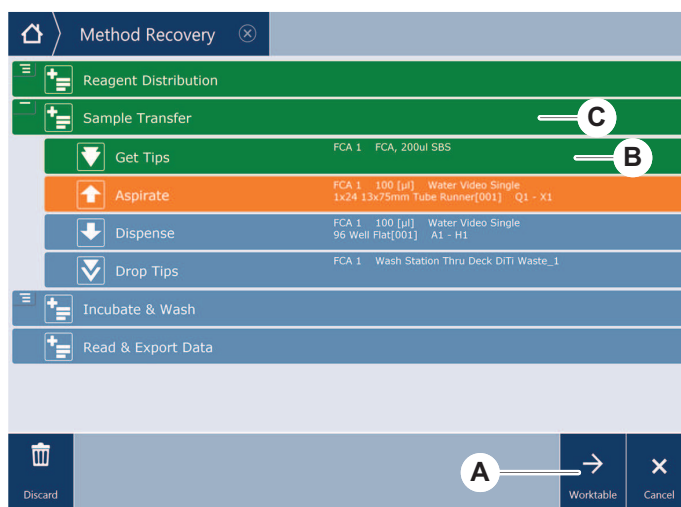 Method Recovery
Reagent Distribution
Sample Transfer
C
Get Tips
FCA 1 FCA, 200ul SBS
B
Aspirate
FCA 1 100 [µl] Water Video Single
1x24 13x75mm Tube Runner[001] Q1 - X1
Dispense
FCA 1 100 [µl] Water Video Single
96 Well Flat[001] A1 - H1
Drop Tips
FCA 1 Wash Station Thru Deck DiTi Waste_1
Incubate & Wash
Read & Export Data
A
Discard
Worktable
Cancel